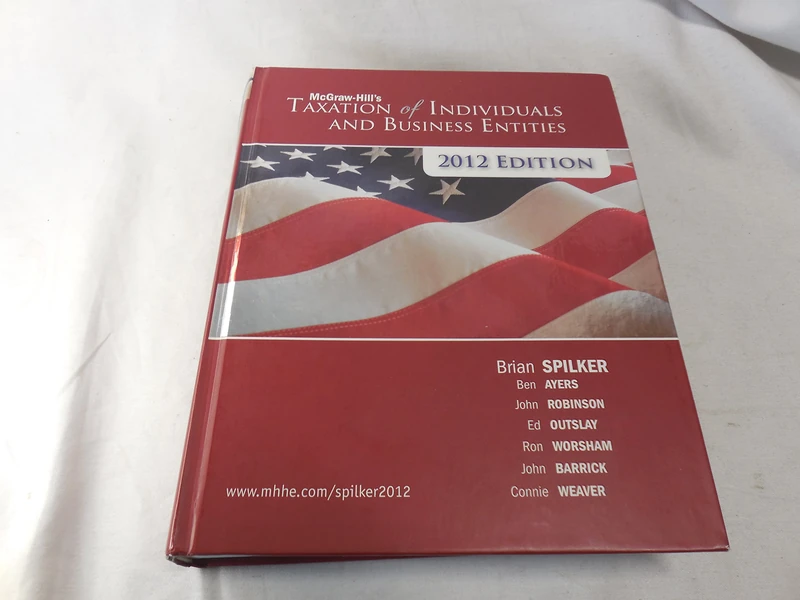 McGraw-Hill's
TAXATION of INDIVIDUALS
AND BUSINESS ENTITIES
2012 EDITION
Brian SPILKER
Ben AYERS
John ROBINSON
Ed OUTSLAY
Ron WORSHAM
John BARRICK
Connie WEAVER
www.mhhe.com/spilker2012